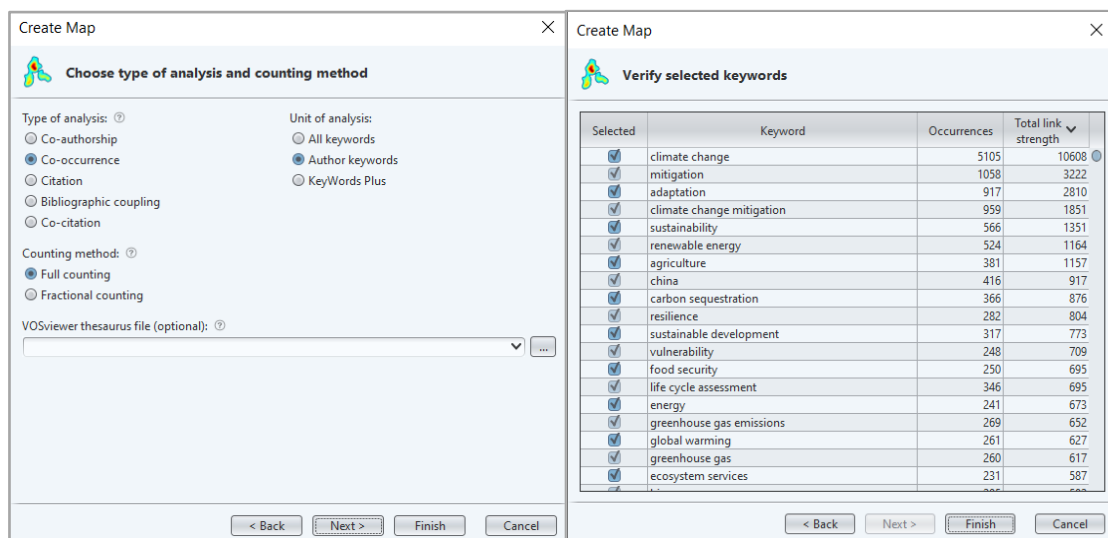 Create Map
Choose type of analysis and counting method
Type of analysis:
Unit of analysis:
Co-authorship
All keywords
Co-occurrence
Author keywords
Citation
KeyWords Plus
Bibliographic coupling
Co-citation
Counting method:
Full counting
Fractional counting
VOSviewer thesaurus file (optional):
...
< Back Next > Finish Cancel
Create Map
Verify selected keywords
Selected Keyword Occurrences Total link strength
climate change 5105 10608
mitigation 1058 3222
adaptation 917 2810
climate change mitigation 959 1851
sustainability 566 1351
renewable energy 524 1164
agriculture 381 1157
china 416 917
carbon sequestration 366 876
resilience 282 804
sustainable development 317 773
vulnerability 248 709
food security 250 695
life cycle assessment 346 695
energy 241 673
greenhouse gas emissions 269 652
global warming 261 627
greenhouse gas 260 617
ecosystem services 231 587
< Back Next > Finish Cancel